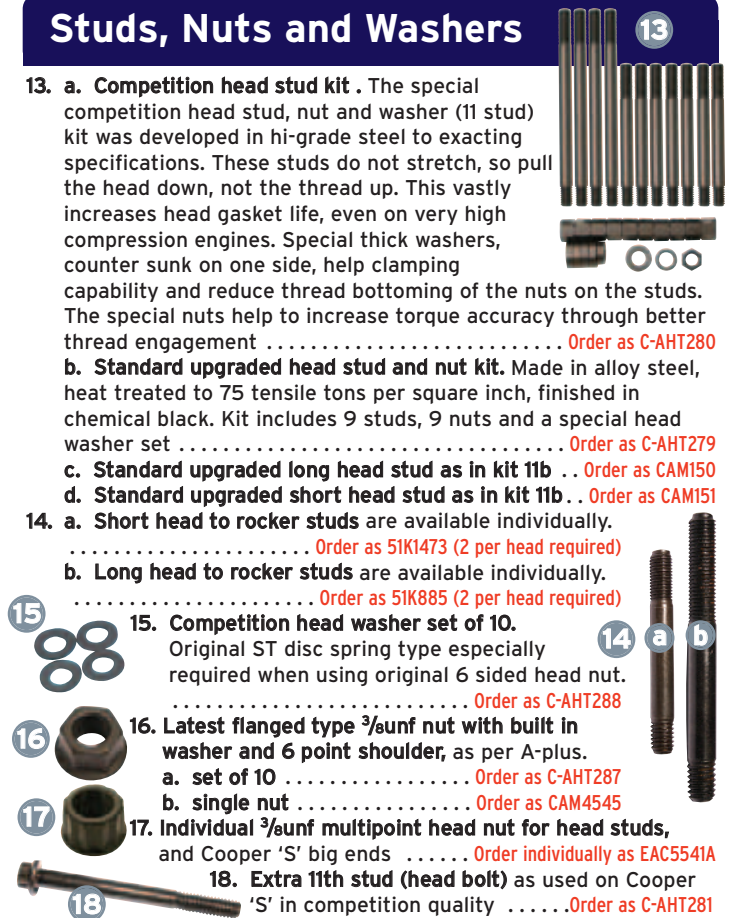 Studs, Nuts and Washers
13
13. a. Competition head stud kit . The special
competition head stud, nut and washer (11 stud)
kit was developed in hi-grade steel to exacting
specifications. These studs do not stretch, so pull
the head down, not the thread up. This vastly
increases head gasket life, even on very high
compression engines. Special thick washers,
counter sunk on one side, help clamping
capability and reduce thread bottoming of the nuts on the studs.
The special nuts help to increase torque accuracy through better
thread engagement . . . . . . . . . . . . . . . . . . . . . . . . . . . Order as C-AHT280
b. Standard upgraded head stud and nut kit. Made in alloy steel,
heat treated to 75 tensile tons per square inch, finished in
chemical black. Kit includes 9 studs, 9 nuts and a special head
washer set . . . . . . . . . . . . . . . . . . . . . . . . . . . . . . . . . . . Order as C-AHT279
c. Standard upgraded long head stud as in kit 11b . . Order as CAM150
d. Standard upgraded short head stud as in kit 11b . . Order as CAM151
14. a. Short head to rocker studs are available individually.
. . . . . . . . . . . . . . . . . . . . . . Order as 51K1473 (2 per head required)
b. Long head to rocker studs are available individually.
. . . . . . . . . . . . . . . . . . . . . . Order as 51K885 (2 per head required)
14 a b
15
15. Competition head washer set of 10.
Original ST disc spring type especially
required when using original 6 sided head nut.
. . . . . . . . . . . . . . . . . . . . . . . . . . . Order as C-AHT288
16
16. Latest flanged type ³/₈unf nut with built in
washer and 6 point shoulder, as per A-plus.
a. set of 10 . . . . . . . . . . . . . . . . . Order as C-AHT287
b. single nut . . . . . . . . . . . . . . . . Order as CAM4545
17
17. Individual ³/₈unf multipoint head nut for head studs,
and Cooper ‘S’ big ends . . . . . . Order individually as EAC5541A
18
18. Extra 11th stud (head bolt) as used on Cooper
‘S’ in competition quality . . . . . .Order as C-AHT281